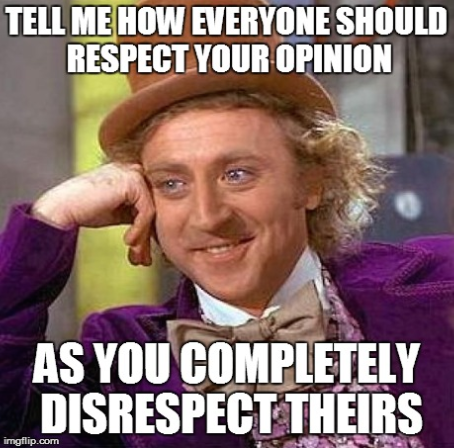 TELL ME HOW EVERYONE SHOULD
RESPECT YOUR OPINION
AS YOU COMPLETELY
DISRESPECT THEIRS
imgflip.com